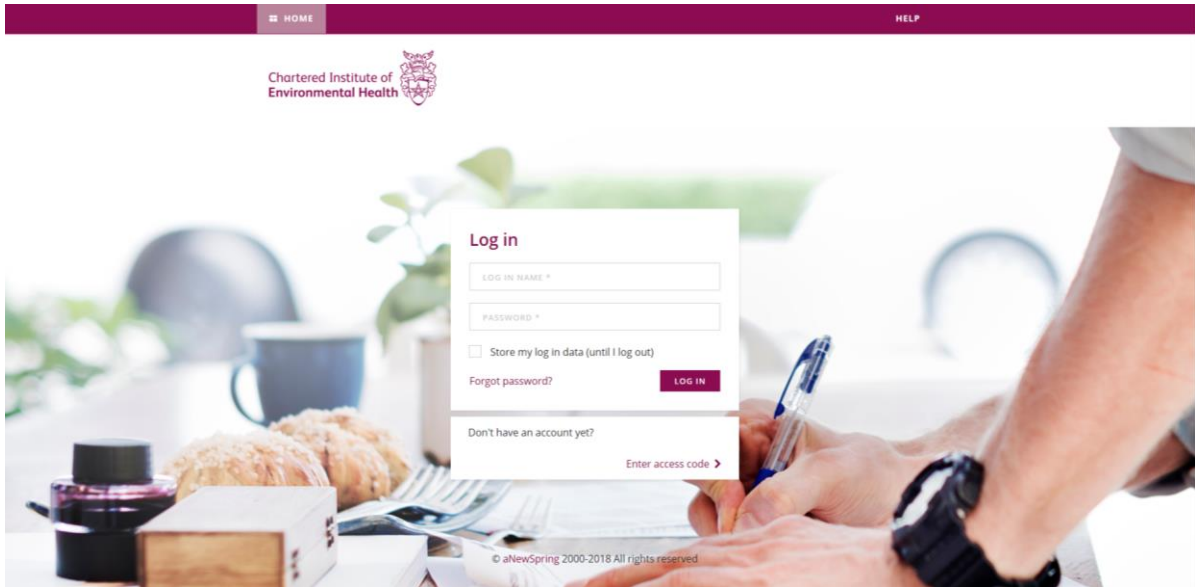 HOME
HELP
Chartered Institute of
Environmental Health
Log in
LOG IN NAME *
PASSWORD *
Store my log in data (until I log out)
Forgot password?
LOG IN
Don't have an account yet?
Enter access code
© aNewSpring 2000-2018 All rights reserved